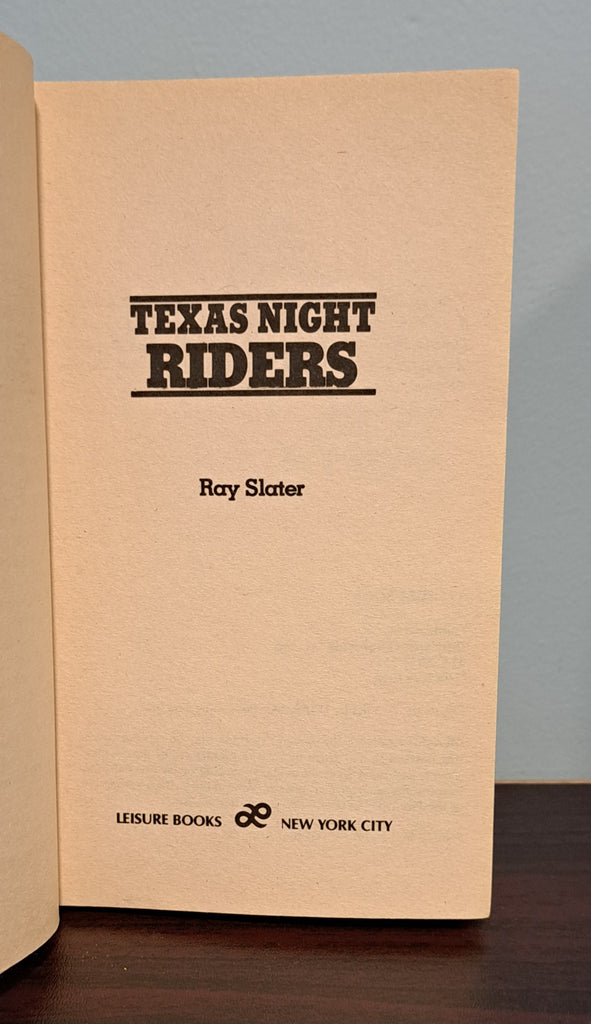 TEXAS NIGHT
RIDERS
Ray Slater
LEISURE BOOKS NEW YORK CITY